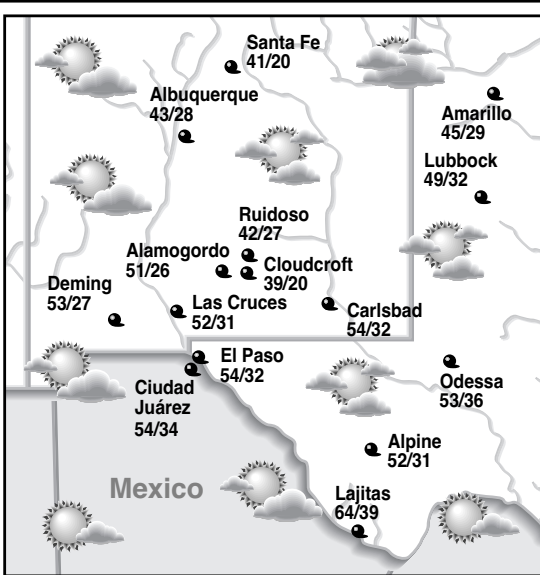 Santa Fe
41/20
Albuquerque
43/28
Amarillo
45/29
Lubbock
49/32
Ruidoso
42/27
Alamogordo
51/26
Cloudcroft
39/20
Deming
53/27
Las Cruces
52/31
Carlsbad
54/32
El Paso
54/32
Ciudad
Juárez
54/34
Odessa
53/36
Alpine
52/31
Mexico
Lajitas
64/39